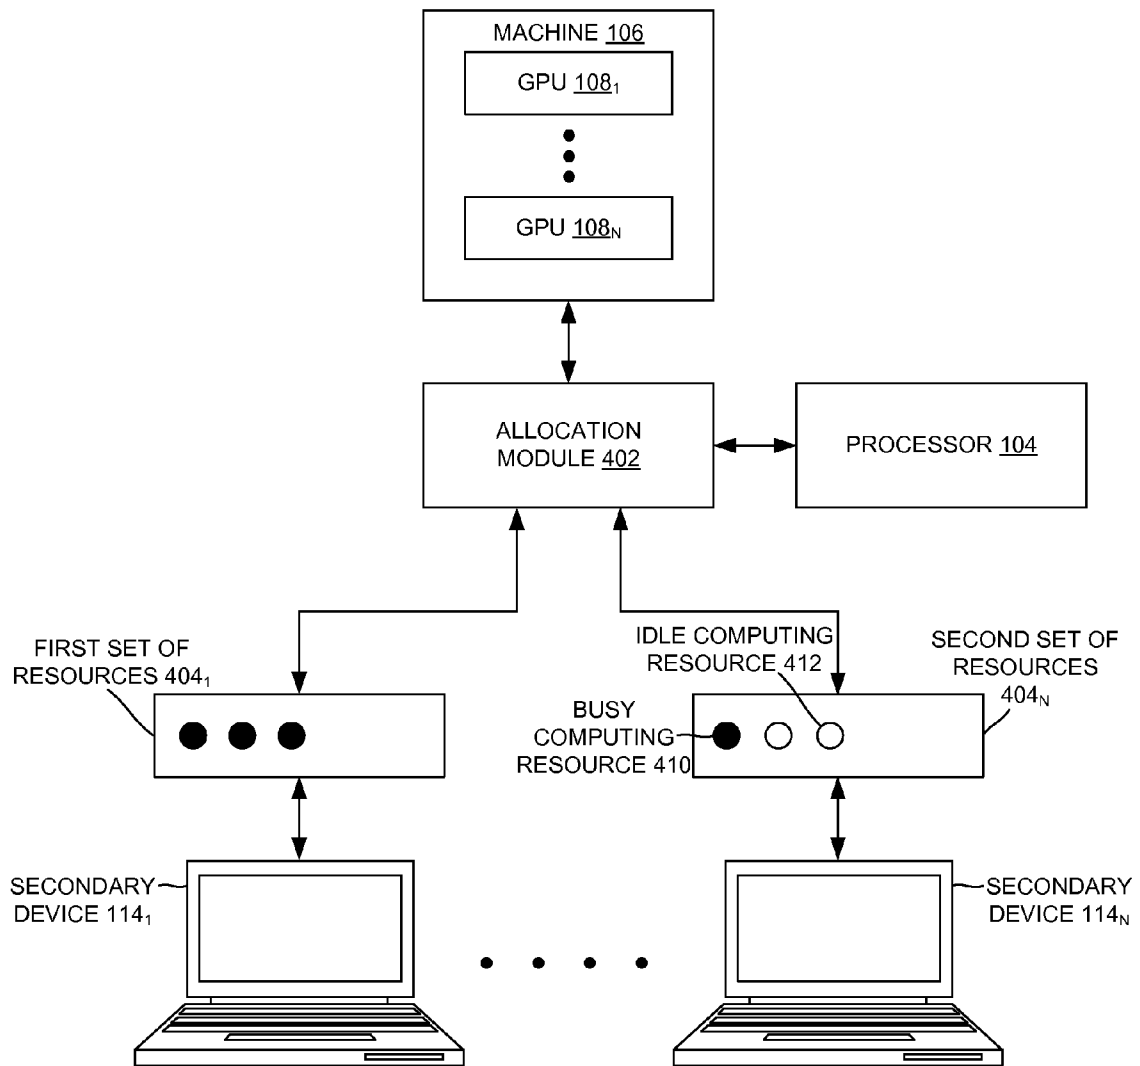 MACHINE 106
GPU 108₁
GPU 108ₙ
ALLOCATION
MODULE 402
PROCESSOR 104
FIRST SET OF
RESOURCES 404₁
IDLE COMPUTING
RESOURCE 412
SECOND SET OF
RESOURCES
404ₙ
BUSY
COMPUTING
RESOURCE 410
SECONDARY
DEVICE 114₁
SECONDARY
DEVICE 114ₙ